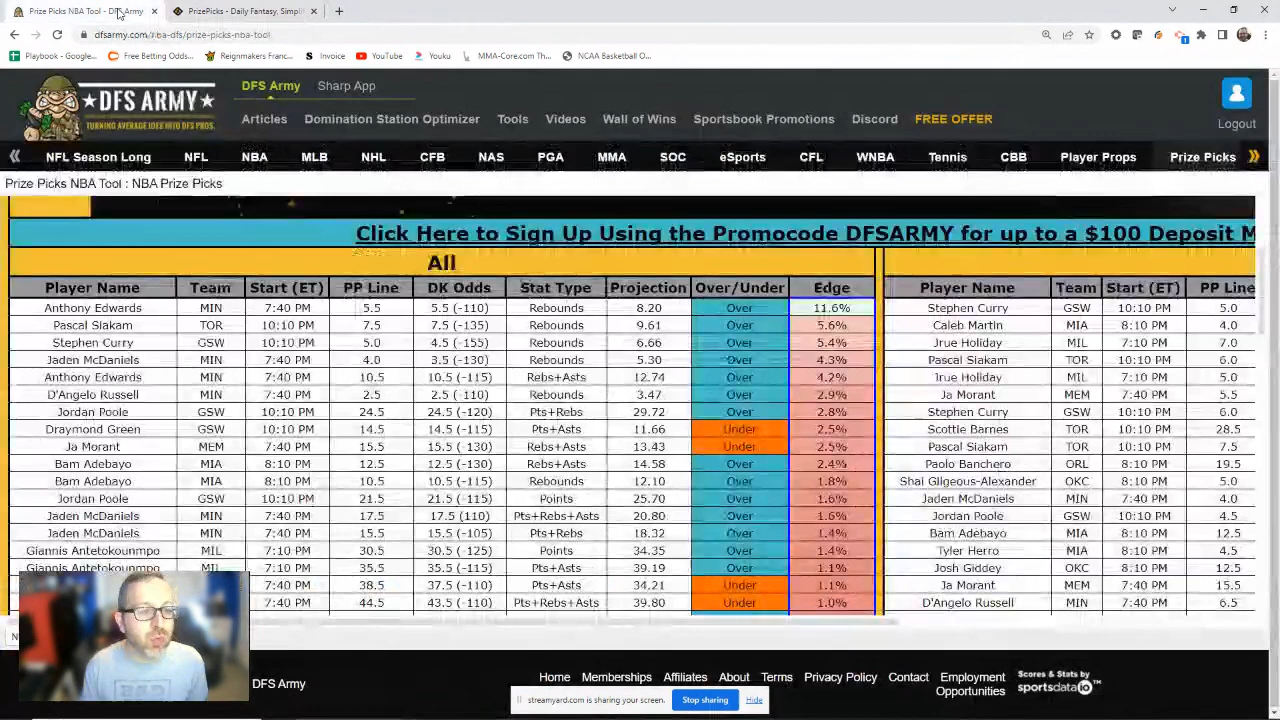 Prize Picks NBA Tool - DFS Army
PrizePicks - Daily Fantasy, Simplifi
dfsarmy.com/nba-dfs/prize-picks-nba-tool
Playbook - Google... Free Betting Odds... Reignmakers Franc... Invoice YouTube Youku MMA-Core.com Th... NCAA Basketball O...
DFS ARMY
TURNING AVERAGE JOES INTO DFS PROS.
DFS Army Sharp App
Articles Domination Station Optimizer Tools Videos Wall of Wins Sportsbook Promotions Discord FREE OFFER
Logout
NFL Season Long NFL NBA MLB NHL CFB NAS PGA MMA SOC eSports CFL WNBA Tennis CBB Player Props Prize Picks
Prize Picks NBA Tool : NBA Prize Picks
Click Here to Sign Up Using the Promocode DFSARMY for up to a $100 Deposit M
All
Player Name Team Start (ET) PP Line DK Odds Stat Type Projection Over/Under Edge Player Name Team Start (ET) PP Line
Anthony Edwards MIN 7:40 PM 5.5 5.5 (-110) Rebounds 8.20 Over 11.6% Stephen Curry GSW 10:10 PM 5.0
Pascal Siakam TOR 10:10 PM 7.5 7.5 (-135) Rebounds 9.61 Over 5.6% Caleb Martin MIA 8:10 PM 4.0
Stephen Curry GSW 10:10 PM 5.0 4.5 (-155) Rebounds 6.66 Over 5.4% Jrue Holiday MIL 7:10 PM 7.0
Jaden McDaniels MIN 7:40 PM 4.0 3.5 (-130) Rebounds 5.30 Over 4.3% Pascal Siakam TOR 10:10 PM 6.0
Anthony Edwards MIN 7:40 PM 10.5 10.5 (-115) Rebs+Asts 12.74 Over 4.2% Jrue Holiday MIL 7:10 PM 15.5
D'Angelo Russell MIN 7:40 PM 2.5 2.5 (-110) Rebounds 3.47 Over 2.9% Ja Morant MEM 7:40 PM 5.5
Jordan Poole GSW 10:10 PM 24.5 24.5 (-120) Pts+Rebs 29.72 Over 2.8% Stephen Curry GSW 10:10 PM 6.0
Draymond Green GSW 10:10 PM 14.5 14.5 (-115) Pts+Asts 11.66 Under 2.5% Scottie Barnes TOR 10:10 PM 28.5
Ja Morant MEM 7:40 PM 15.5 15.5 (-130) Rebs+Asts 13.43 Under 2.5% Pascal Siakam TOR 10:10 PM 7.5
Bam Adebayo MIA 8:10 PM 12.5 12.5 (-130) Rebs+Asts 14.58 Over 2.4% Paolo Banchero ORL 7:10 PM 19.5
Bam Adebayo MIA 8:10 PM 10.5 10.5 (-115) Rebounds 12.10 Over 1.8% Shai Gilgeous-Alexander OKC 8:10 PM 5.0
Jordan Poole GSW 10:10 PM 21.5 21.5 (-115) Points 25.70 Over 1.6% Jaden McDaniels MIN 7:40 PM 4.0
Jaden McDaniels MIN 7:40 PM 17.5 17.5 (110) Pts+Rebs+Asts 20.80 Over 1.6% Jordan Poole GSW 10:10 PM 4.5
Jaden McDaniels MIN 7:40 PM 15.5 15.5 (-105) Pts+Rebs 18.32 Over 1.4% Bam Adebayo MIA 8:10 PM 12.5
Giannis Antetokounmpo MIL 7:10 PM 30.5 30.5 (-125) Points 34.35 Over 1.4% Tyler Herro MIA 8:10 PM 4.5
Giannis Antetokounmpo MIL 7:10 PM 35.5 35.5 (-115) Pts+Asts 39.19 Over 1.1% Josh Giddey OKC 8:10 PM 12.5
7:40 PM 38.5 37.5 (-110) Pts+Asts 34.21 Under 1.1% Ja Morant MEM 7:40 PM 15.5
7:40 PM 44.5 43.5 (-110) Pts+Rebs+Asts 39.80 Under 1.0% D'Angelo Russell MIN 7:40 PM 6.5
DFS Army
Home Memberships Affiliates About Terms Privacy Policy Contact Employment Opportunities
Scores & Stats by
sportsdataIO™
streamyard.com is sharing your screen. Stop sharing Hide